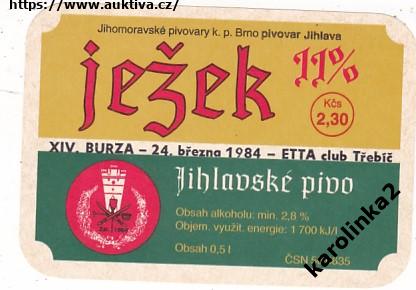 https://www.auktiva.cz/
Jihomoravské pivovary k. p. Brno pivovar Jihlava
ježek 11%
Kčs
2,30
XIV. BURZA – 24. března 1984 – ETTA club Třebíč
Jihlavské pivo
Obsah alkoholu: min. 2,8 %
Objem. využit. energie: 1 700 kJ/l
Obsah 0,5 l
ČSN 835
karolinka2